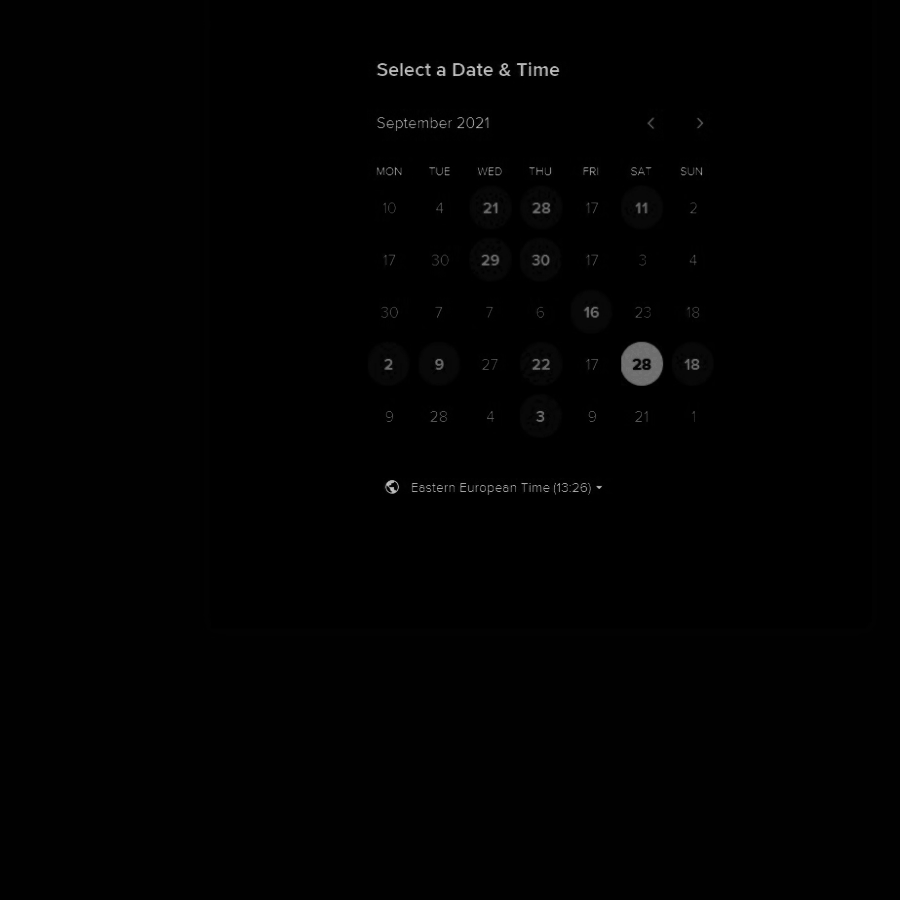 Select a Date & Time
September 2021
MON TUE WED THU FRI SAT SUN
10 4 21 28 17 11 2
17 30 29 30 17 3 4
30 7 7 6 16 23 18
2 9 27 22 17 28 18
9 28 4 3 9 21 1
Eastern European Time (13:26)